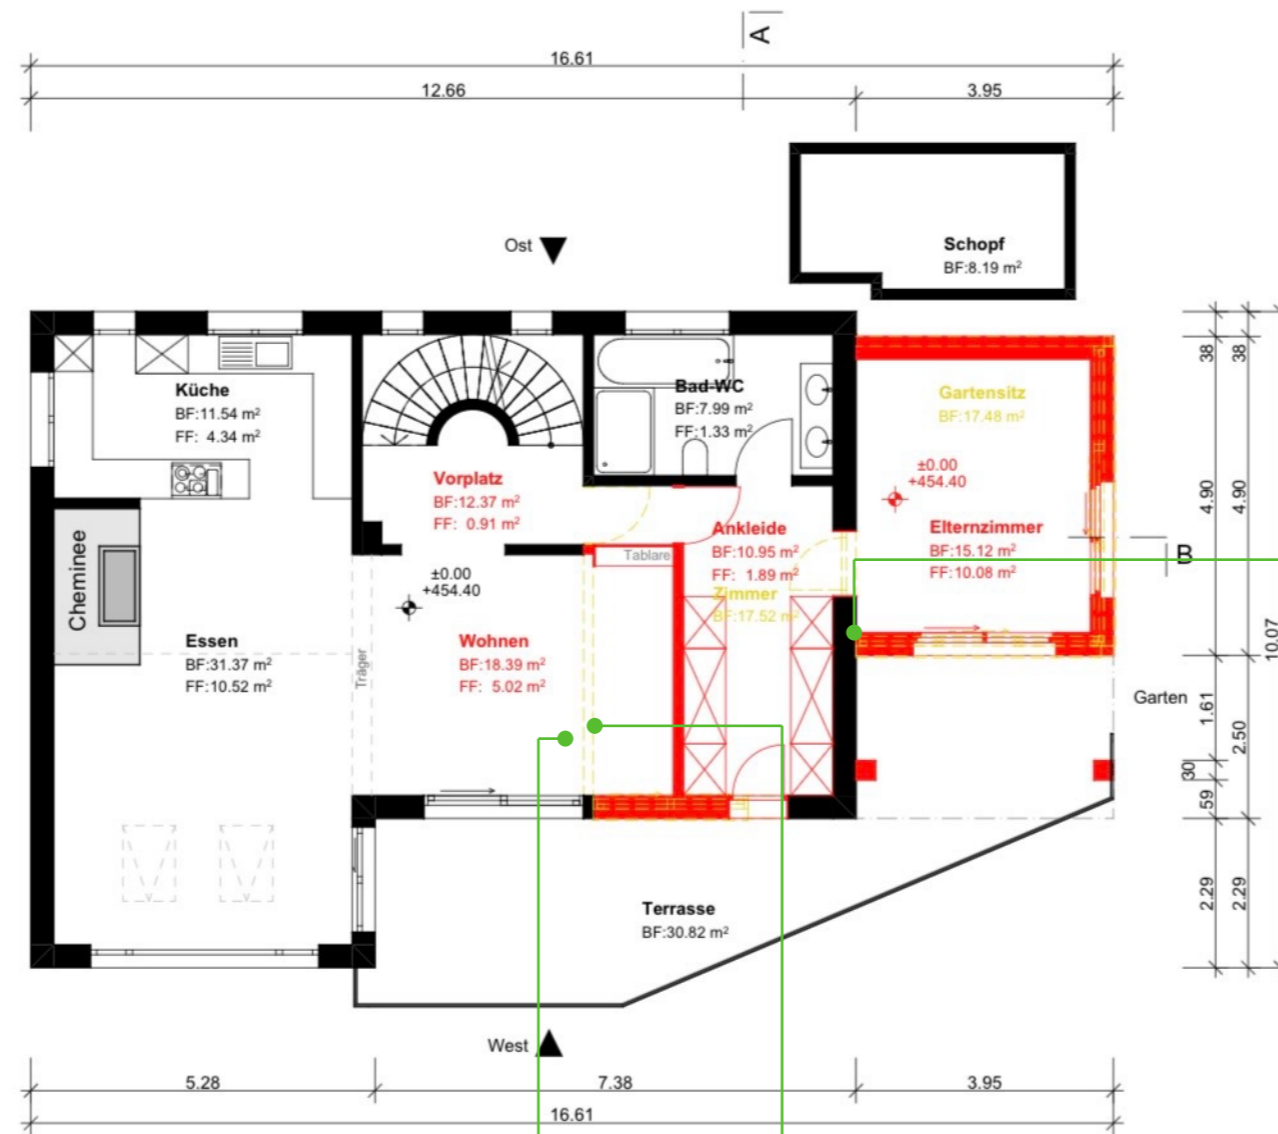 A
16.61
12.66
3.95
Ost
Schopf
BF:8.19 m²
Küche
BF:11.54 m²
FF: 4.34 m²
Bad-WC
BF:7.99 m²
FF:1.33 m²
Gartensitz
BF:17.48 m²
38
38
Vorplatz
BF:12.37 m²
FF: 0.91 m²
±0.00
+454.40
4.90
4.90
Ankleide
BF:10.95 m²
FF: 1.89 m²
Elternzimmer
BF:15.12 m²
FF:10.08 m²
B
Tablare
Zimmer
BF:17.52 m²
Cheminee
±0.00
+454.40
Essen
BF:31.37 m²
FF:10.52 m²
Träger
Wohnen
BF:18.39 m²
FF: 5.02 m²
10.07
Garten
1.61
2.50
30
59
2.29
2.29
Terrasse
BF:30.82 m²
West
5.28
7.38
3.95
16.61